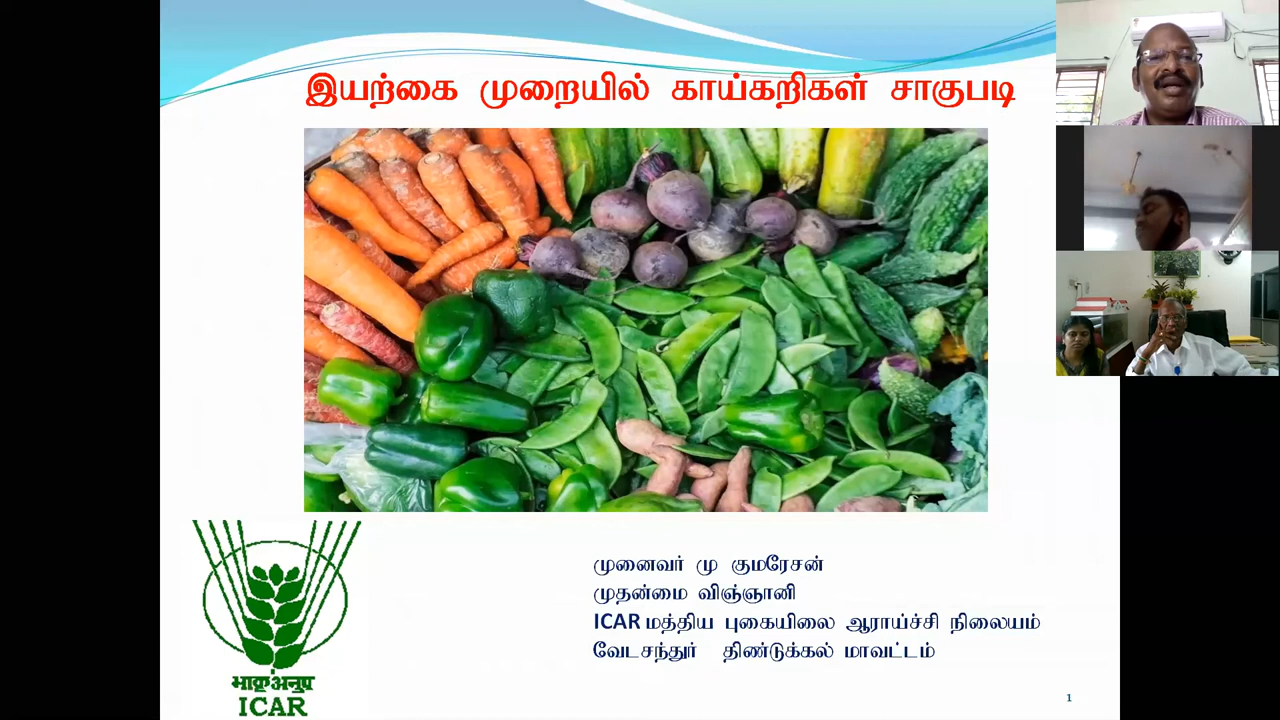 இயற்கை முறையில் காய்கறிகள் சாகுபடி
முனைவர் மு குமரேசன்
முதன்மை விஞ்ஞானி
ICAR மத்திய புகையிலை ஆராய்ச்சி நிலையம்
வேடசந்துர் திண்டுக்கல் மாவட்டம்
भाकृअनुप
ICAR
1